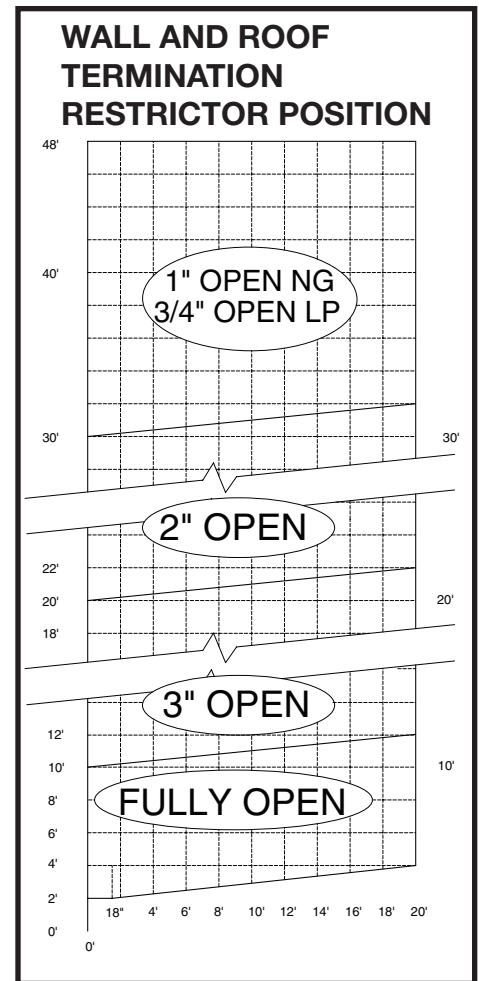 WALL AND ROOF
TERMINATION
RESTRICTOR POSITION
48'
40'
1" OPEN NG
3/4" OPEN LP
30'
30'
2" OPEN
22'
20'
20'
18'
3" OPEN
12'
10'
10'
FULLY OPEN
8'
6'
4'
2'
18" 4' 6' 8' 10' 12' 14' 16' 18' 20'
0'
0'